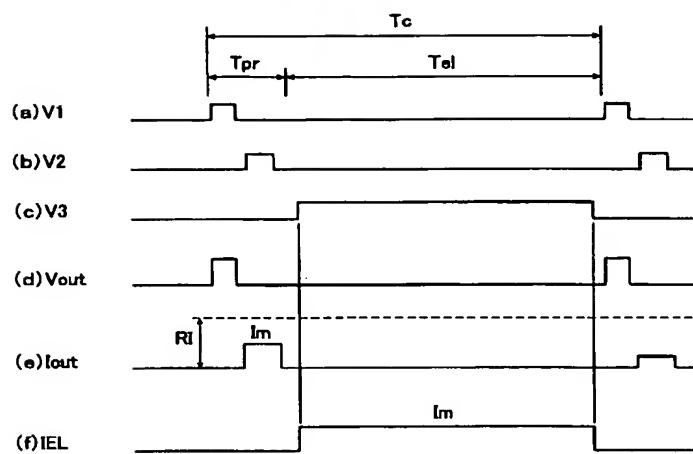 Tc
Tpr Tel
(a)V1
(b)V2
(c)V3
(d)Vout
RI Im
(e)Iout
Im
(f)IEL